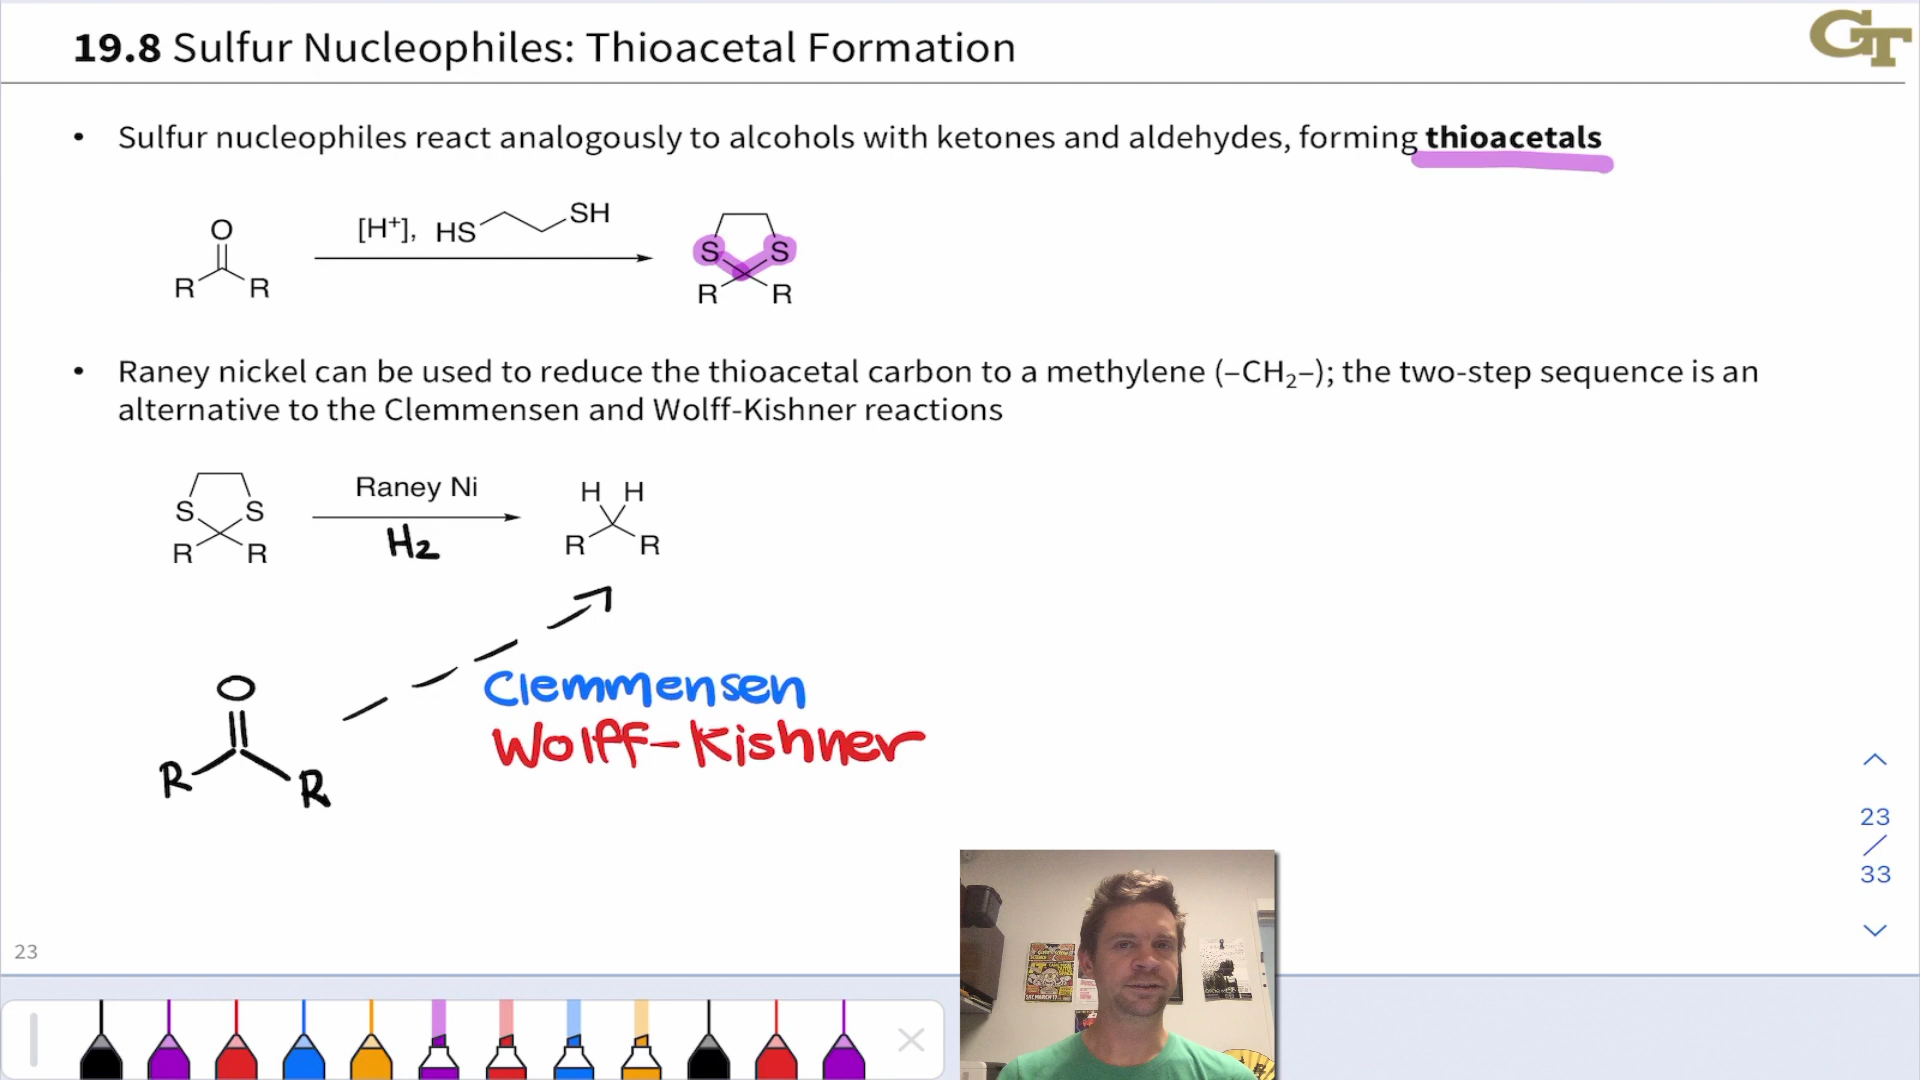 19.8 Sulfur Nucleophiles: Thioacetal Formation
GT
• Sulfur nucleophiles react analogously to alcohols with ketones and aldehydes, forming thioacetals
O
R R
[H⁺], HS SH
S S
R R
• Raney nickel can be used to reduce the thioacetal carbon to a methylene (–CH₂–); the two-step sequence is an
alternative to the Clemmensen and Wolff-Kishner reactions
S S
R R
Raney Ni
H₂
H H
R R
O
R R
Clemmensen
Wolff-Kishner
23
/
33
23